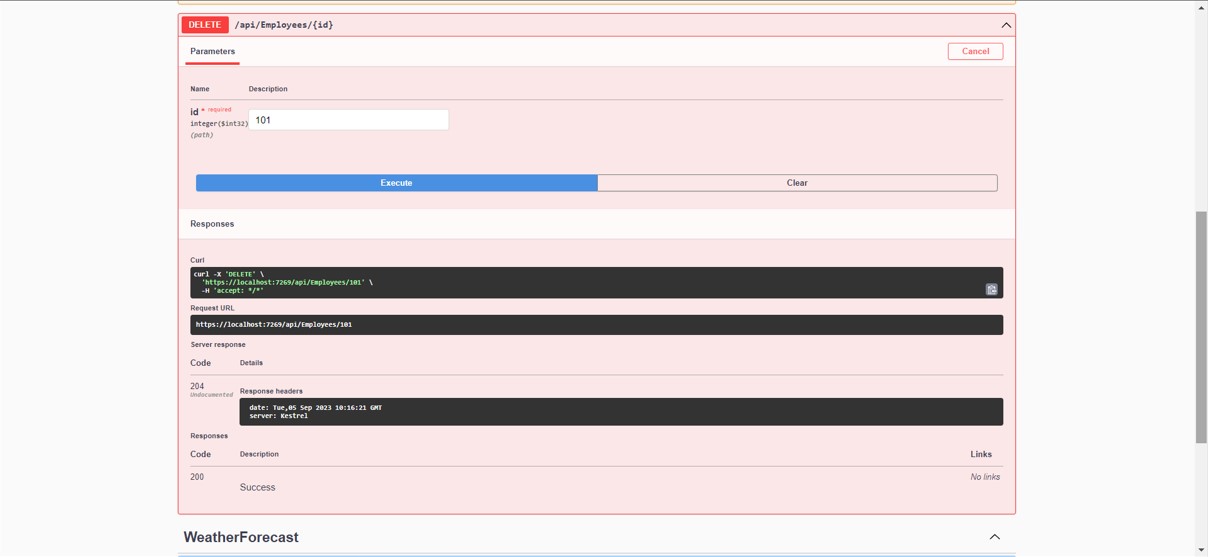 DELETE /api/Employees/{id}
Parameters Cancel
Name Description
id * required
integer($int32)
(path)
101
Execute Clear
Responses
Curl
curl -X 'DELETE' \
'https://localhost:7269/api/Employees/101' \
-H 'accept: */*'
Request URL
https://localhost:7269/api/Employees/101
Server response
Code Details
204
Undocumented
Response headers
date: Tue,05 Sep 2023 10:16:21 GMT
server: Kestrel
Responses
Code Description Links
200 No links
Success
WeatherForecast